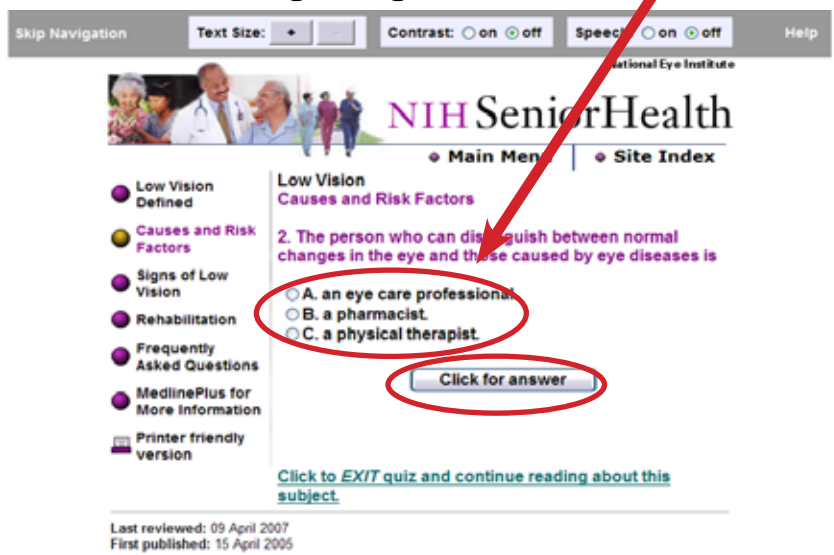 Skip Navigation Text Size: + - Contrast: on off Speech: on off Help
National Eye Institute
NIH SeniorHealth
Main Menu Site Index
Low Vision
Defined
Causes and Risk
Factors
Signs of Low
Vision
Rehabilitation
Frequently
Asked Questions
MedlinePlus for
More Information
Printer friendly
version
Low Vision
Causes and Risk Factors
2. The person who can distinguish between normal
changes in the eye and those caused by eye diseases is
A. an eye care professional.
B. a pharmacist.
C. a physical therapist.
Click for answer
Click to EXIT quiz and continue reading about this
subject.
Last reviewed: 09 April 2007
First published: 15 April 2005